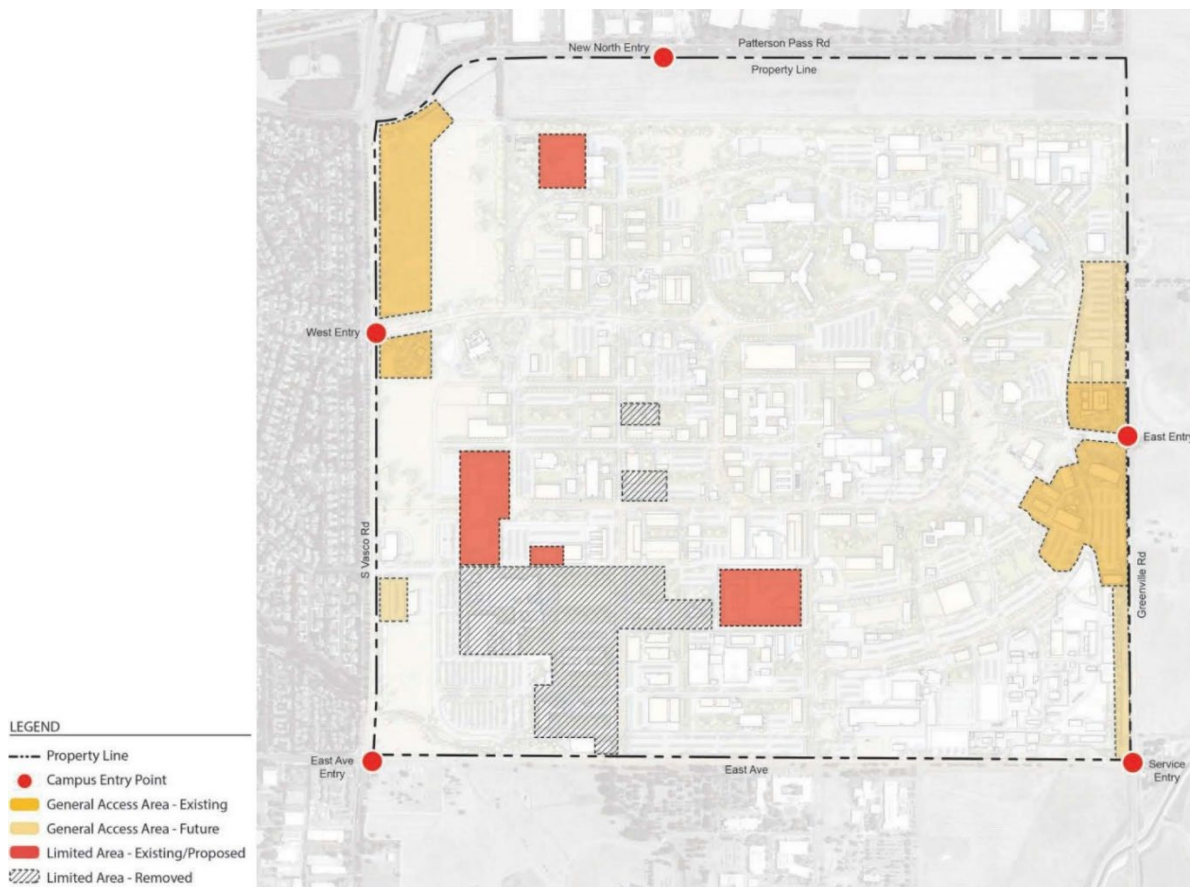 New North Entry
Patterson Pass Rd
Property Line
West Entry
East Entry
S Vasco Rd
Greenville Rd
East Ave
Entry
East Ave
Service
Entry
LEGEND
Property Line
Campus Entry Point
General Access Area - Existing
General Access Area - Future
Limited Area - Existing/Proposed
Limited Area - Removed